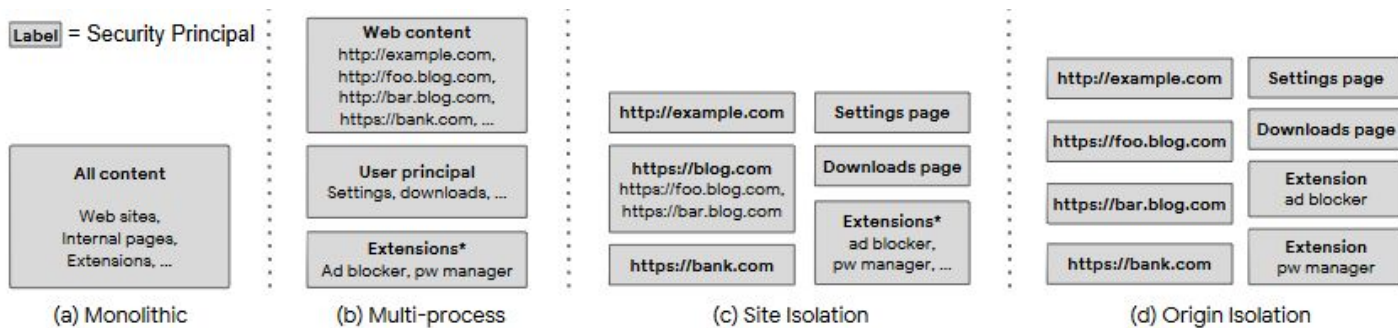 Label = Security Principal
All content
Web sites,
Internal pages,
Extensions, ...
(a) Monolithic
Web content
http://example.com,
http://foo.blog.com,
http://bar.blog.com,
https://bank.com, ...
User principal
Settings, downloads, ...
Extensions*
Ad blocker, pw manager
(b) Multi-process
http://example.com
https://blog.com
https://foo.blog.com,
https://bar.blog.com
https://bank.com
Settings page
Downloads page
Extensions*
ad blocker,
pw manager, ...
(c) Site Isolation
http://example.com
https://foo.blog.com
https://bar.blog.com
https://bank.com
Settings page
Downloads page
Extension
ad blocker
Extension
pw manager
(d) Origin Isolation